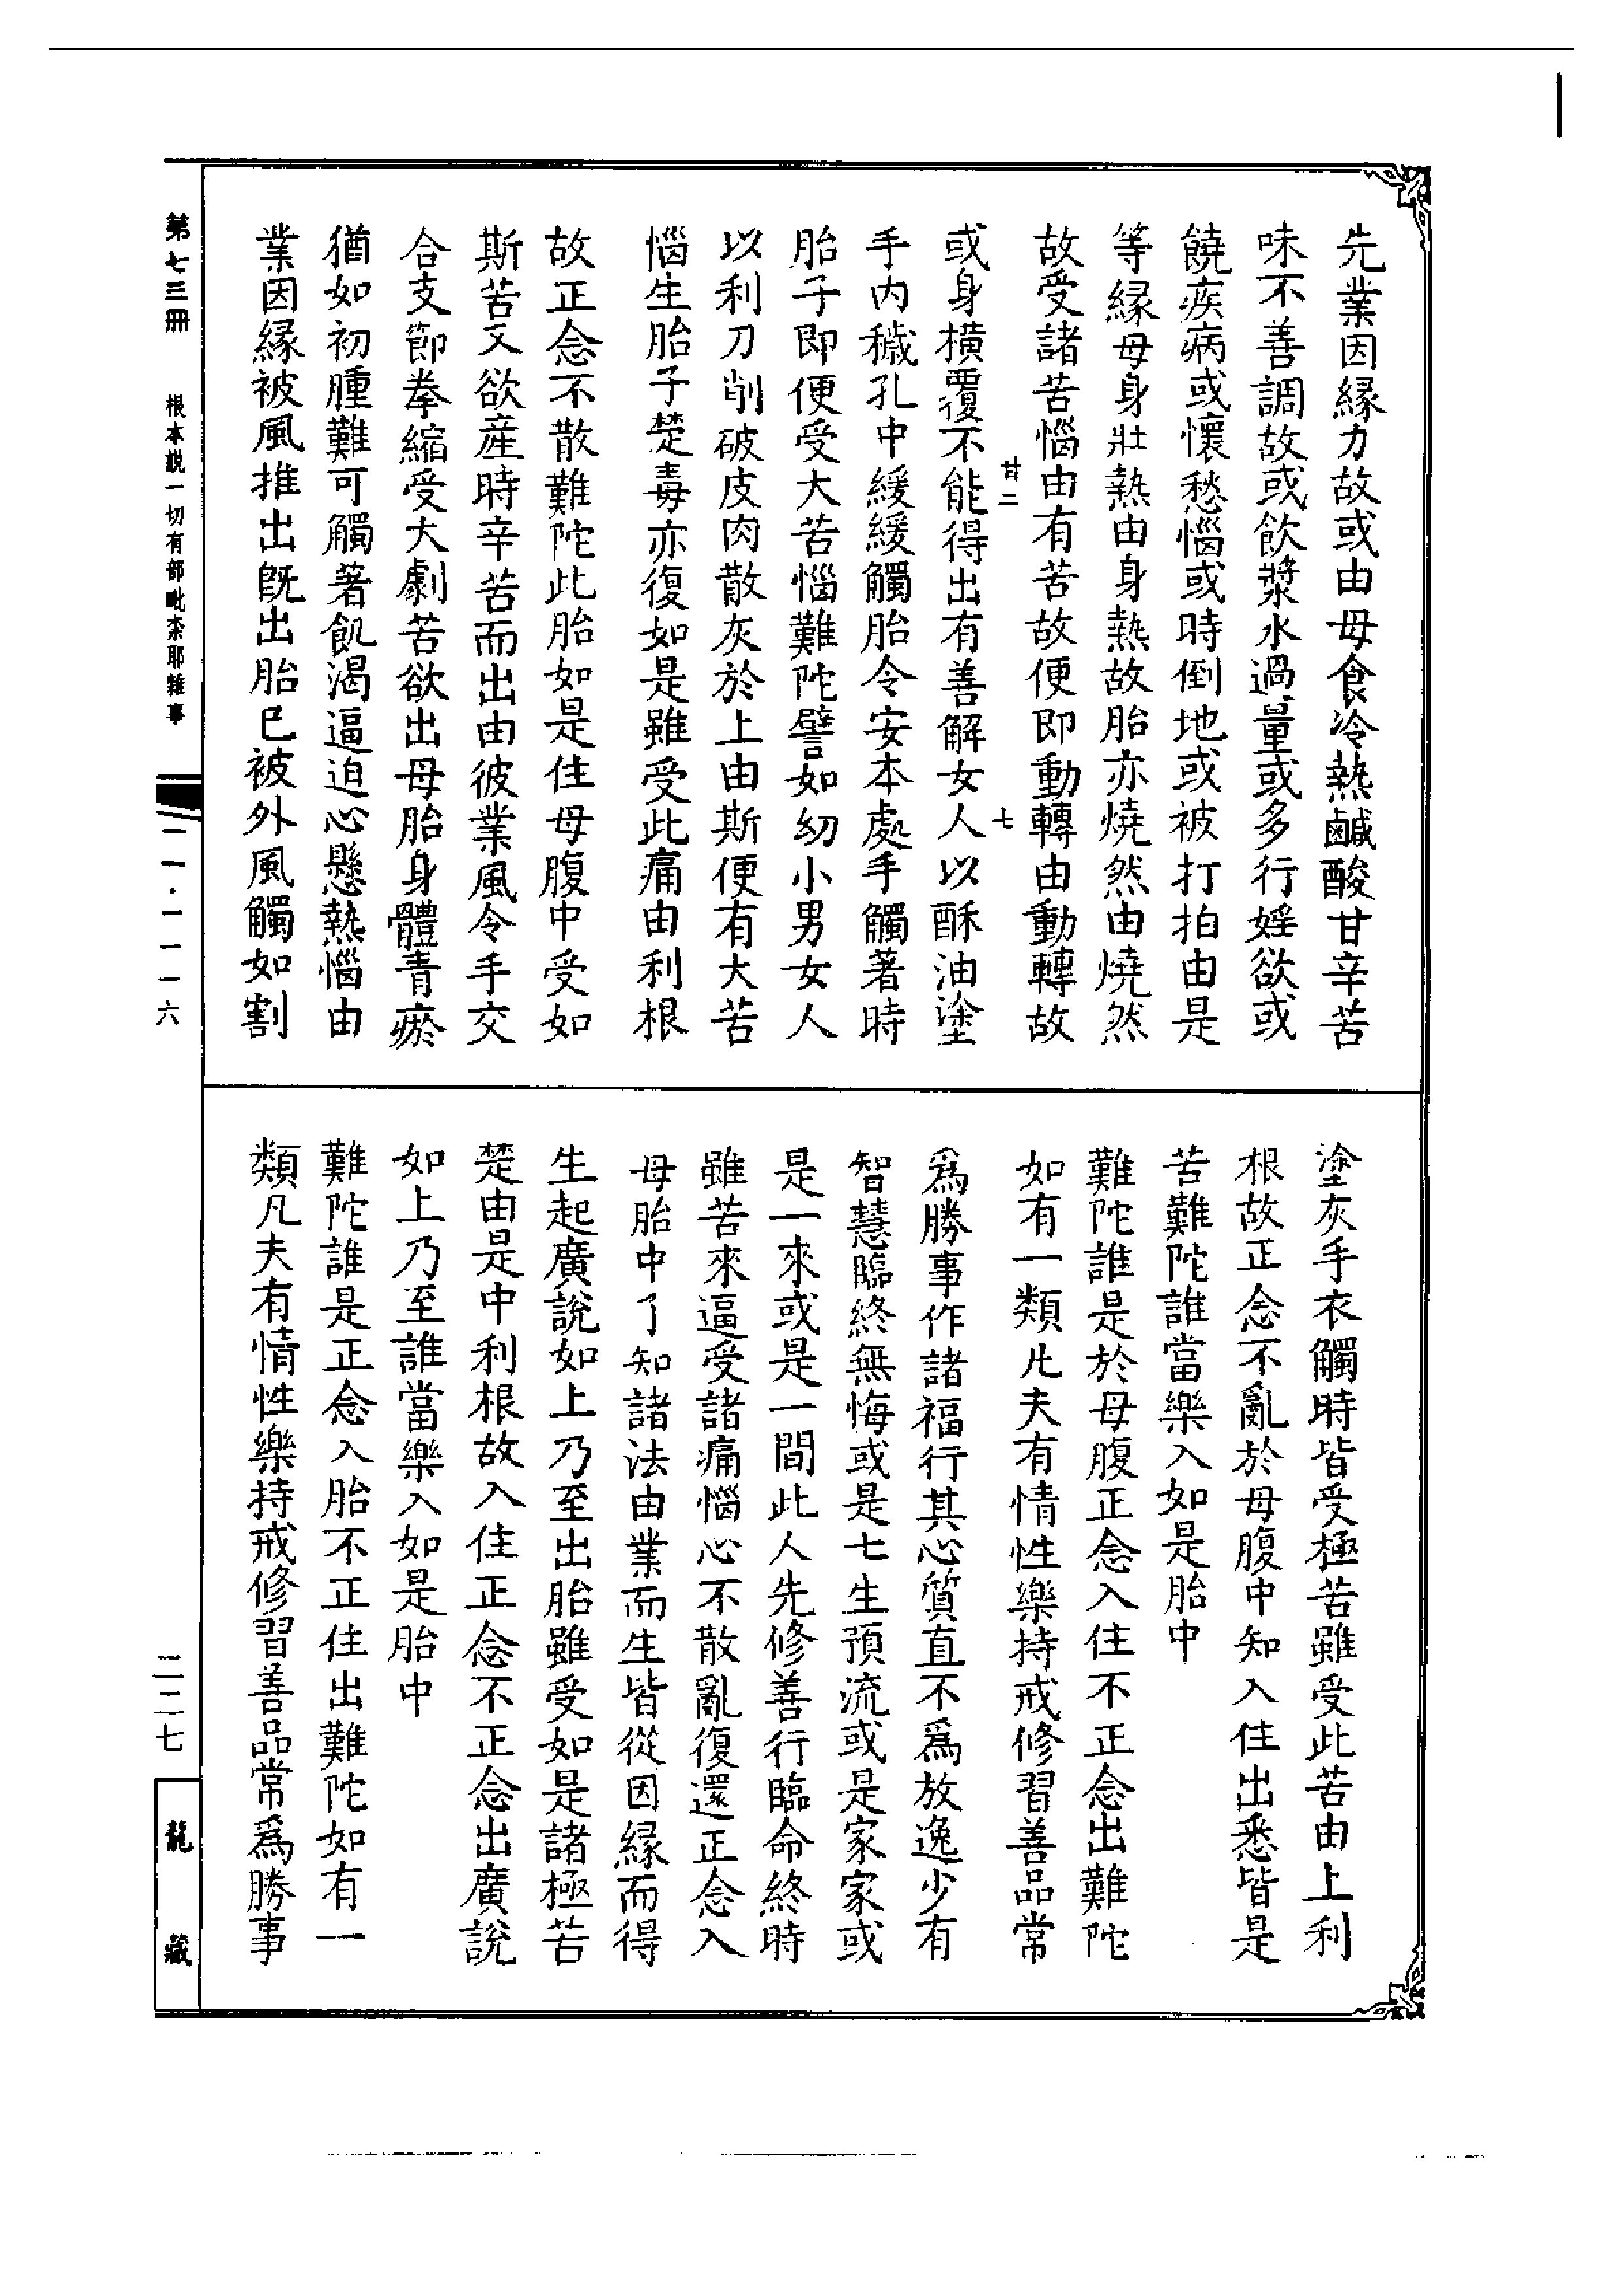 先業因緣力故或由母食冷熱鹹酸甘辛苦
味不善調故或飲漿水過量或多行婬欲或
饒疾病或懷愁惱或時倒地或被打拍由是
等緣母身壯熱由身熱故胎亦燒然由燒然
故受諸苦惱由有苦故便即動轉由動轉故
甘二
七
或身橫覆不能得出有善解女人以酥油塗
手內穢孔中緩緩觸胎令安本處手觸著時
胎子即便受大苦惱難陀譬如幼小男女人
以利刀削破皮肉散灰於上由斯便有大苦
惱生胎子楚毒亦復如是雖受此痛由利根
故正念不散難陀此胎如是住母腹中受如
斯苦又欲產時辛苦而出由彼業風令手交
合支節拳縮受大劇苦欲出母胎身體青瘀
猶如初腫難可觸著飢渴逼迫心懸熱惱由
業因緣被風推出既出胎已被外風觸如割
塗灰手衣觸時皆受極苦雖受此苦由上利
根故正念不亂於母腹中知入住出悉皆是
苦難陀誰當樂入如是胎中
難陀誰是於母腹正念入住不正念出難陀
如有一類凡夫有情性樂持戒修習善品常
為勝事作諸福行其心質直不為放逸少有
智慧臨終無悔或是七生預流或是家家或
是一來或是一間此人先修善行臨命終時
雖苦來逼受諸痛惱心不散亂復還正念入
母胎中了知諸法由業而生皆從因緣而得
生起廣說如上乃至出胎雖受如是諸極苦
楚由是中利根故入住正念不正念出廣說
如上乃至誰當樂入如是胎中
難陀誰是正念入胎不正住出難陀如有一
類凡夫有情性樂持戒修習善品常為勝事
第七三冊 根本説一切有部毗奈耶雜事
一一·一一一六
二二七
龍藏